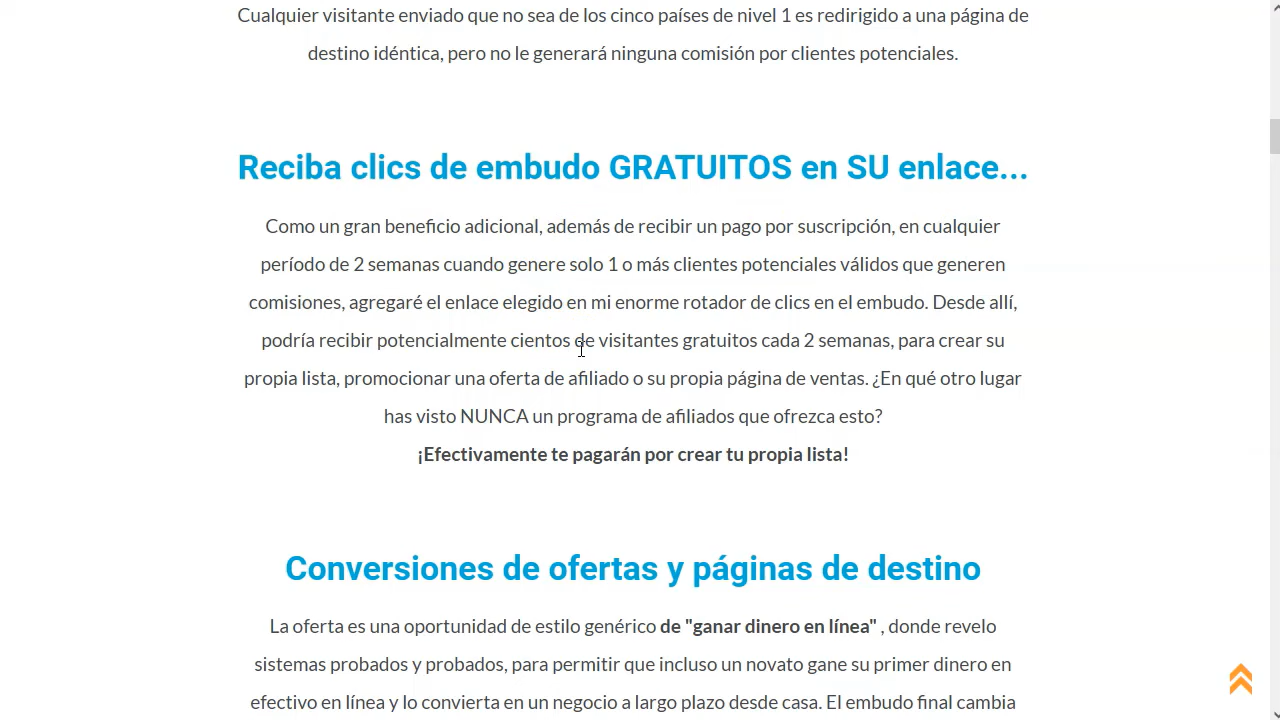 Cualquier visitante enviado que no sea de los cinco países de nivel 1 es redirigido a una página de
destino idéntica, pero no le generará ninguna comisión por clientes potenciales.
Reciba clics de embudo GRATUITOS en SU enlace...
Como un gran beneficio adicional, además de recibir un pago por suscripción, en cualquier
período de 2 semanas cuando genere solo 1 o más clientes potenciales válidos que generen
comisiones, agregaré el enlace elegido en mi enorme rotador de clics en el embudo. Desde allí,
podría recibir potencialmente cientos de visitantes gratuitos cada 2 semanas, para crear su
propia lista, promocionar una oferta de afiliado o su propia página de ventas. ¿En qué otro lugar
has visto NUNCA un programa de afiliados que ofrezca esto?
¡Efectivamente te pagarán por crear tu propia lista!
Conversiones de ofertas y páginas de destino
La oferta es una oportunidad de estilo genérico de "ganar dinero en línea" , donde revelo
sistemas probados y probados, para permitir que incluso un novato gane su primer dinero en
efectivo en línea y lo convierta en un negocio a largo plazo desde casa. El embudo final cambia